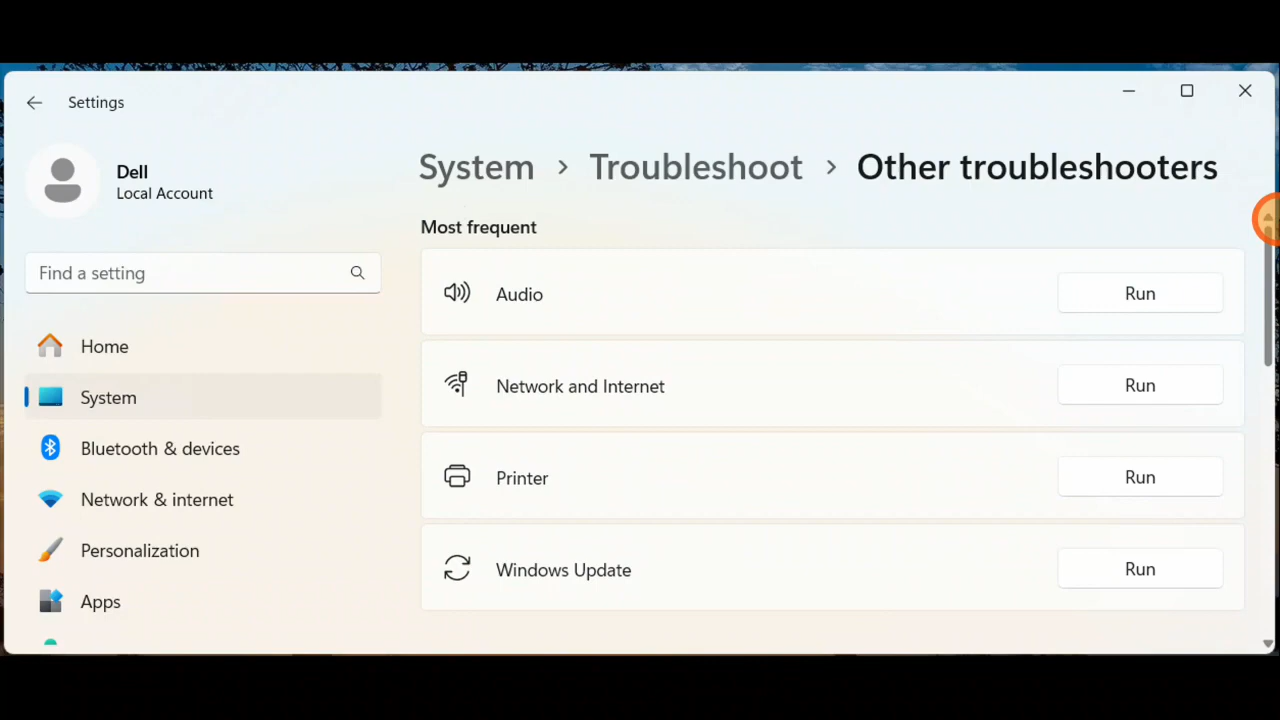 Settings
Dell
Local Account
Find a setting
Home
System
Bluetooth & devices
Network & internet
Personalization
Apps
System > Troubleshoot > Other troubleshooters
Most frequent
Audio Run
Network and Internet Run
Printer Run
Windows Update Run